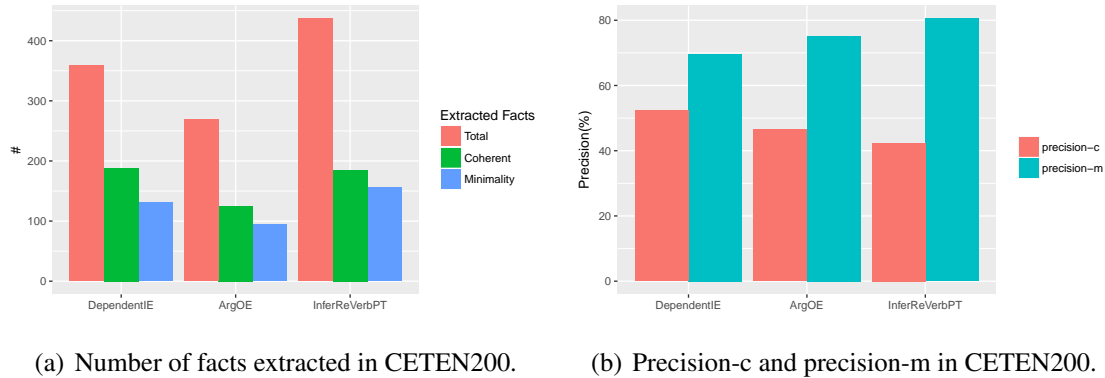 400
300
200
100
0
#
DependentIE ArgOE InferReVerbPT
Extracted Facts
Total
Coherent
Minimality
(a) Number of facts extracted in CETEN200.
80
60
40
20
0
Precision(%)
DependentIE ArgOE InferReVerbPT
precision-c
precision-m
(b) Precision-c and precision-m in CETEN200.